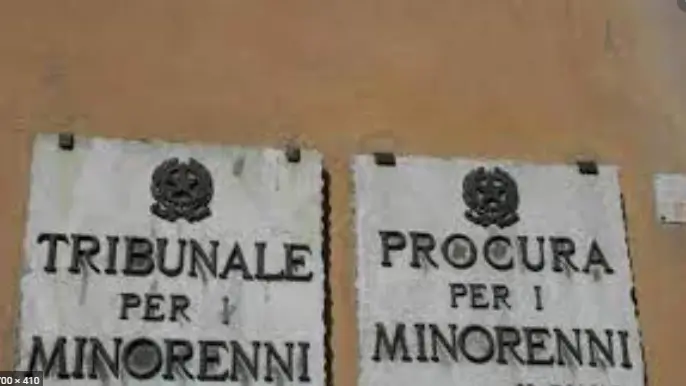 TRIBUNALE
PER I
MINORENNI
PROCURA
PER I
MINORENNI